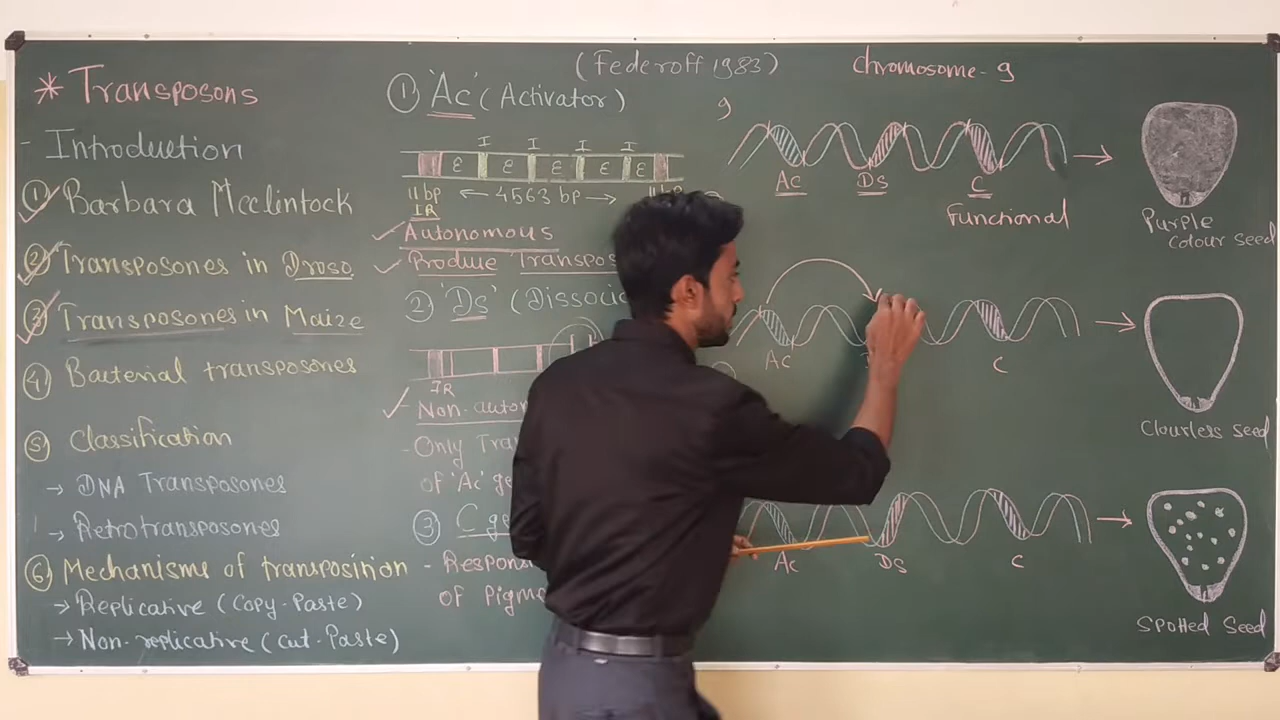 * Transposons
- Introduction
① Barbara Mcclintock
② Transposones in Droso
③ Transposones in Maize
④ Bacterial transposones
⑤ Classification
→ DNA Transposones
→ Retrotransposones
⑥ Mechanisms of transposition
→ Replicative (Copy-Paste)
→ Non-replicative (Cut-Paste)
① 'Ac' (Activator)
I I I I
E E E E E
11bp ← 4563 bp → 11bp
IR
Autonomous
Produce Transpos
② 'Ds' (Dissoci
IR
Non-auton
- Only Tra
of 'Ac' ge
③ C ge
- Respon
of Pigm
(Federoff 1983)
chromosome-9
9
Ac DS C
Functional
Purple
Colour seed
Ac C
Clourless seed
Ac DS C
Spotted Seed